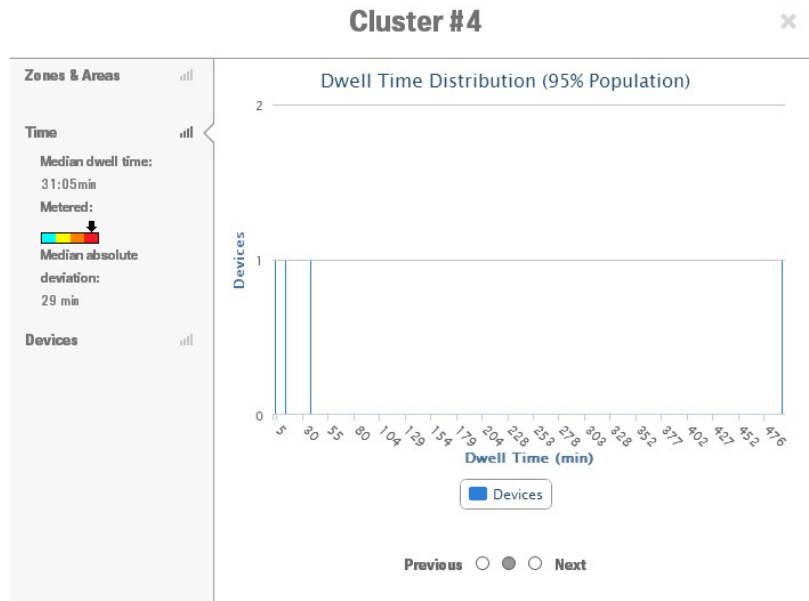 Cluster #4
×
Zones & Areas
Time
Median dwell time:
31:05min
Metered:
Median absolute
deviation:
29 min
Devices
Dwell Time Distribution (95% Population)
2
1
0
Devices
5 30 55 80 104 129 154 179 204 228 253 278 303 328 352 377 402 427 452 476
Dwell Time (min)
Devices
Previous Next